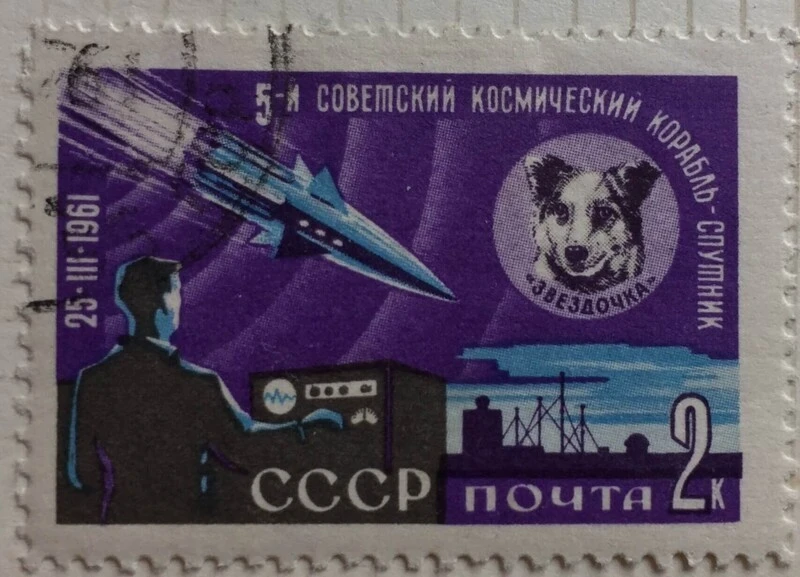 5-й СОВЕТСКИЙ КОСМИЧЕСКИЙ КОРАБЛЬ-СПУТНИК
25·III·1961
«ЗВЕЗДОЧКА»
СССР ПОЧТА 2К